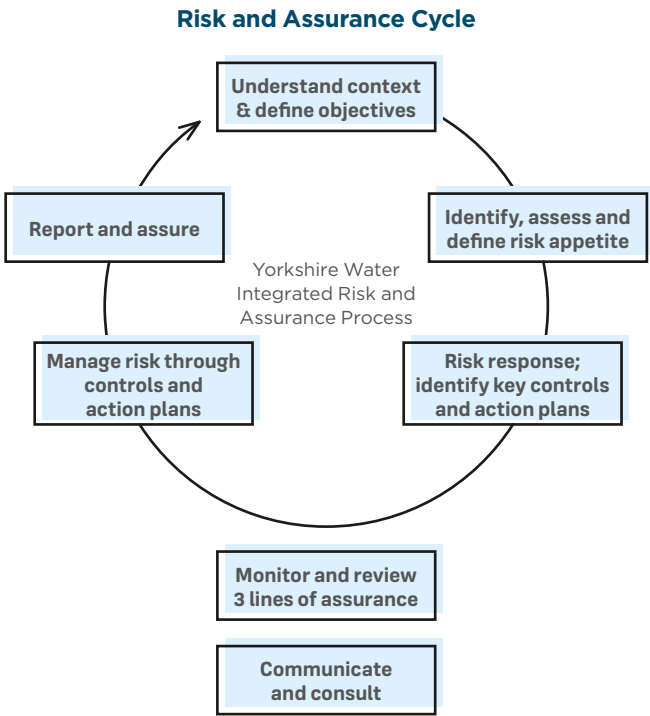 Risk and Assurance Cycle
Understand context
& define objectives
Identify, assess and
define risk appetite
Risk response;
identify key controls
and action plans
Manage risk through
controls and
action plans
Report and assure
Yorkshire Water
Integrated Risk and
Assurance Process
Monitor and review
3 lines of assurance
Communicate
and consult